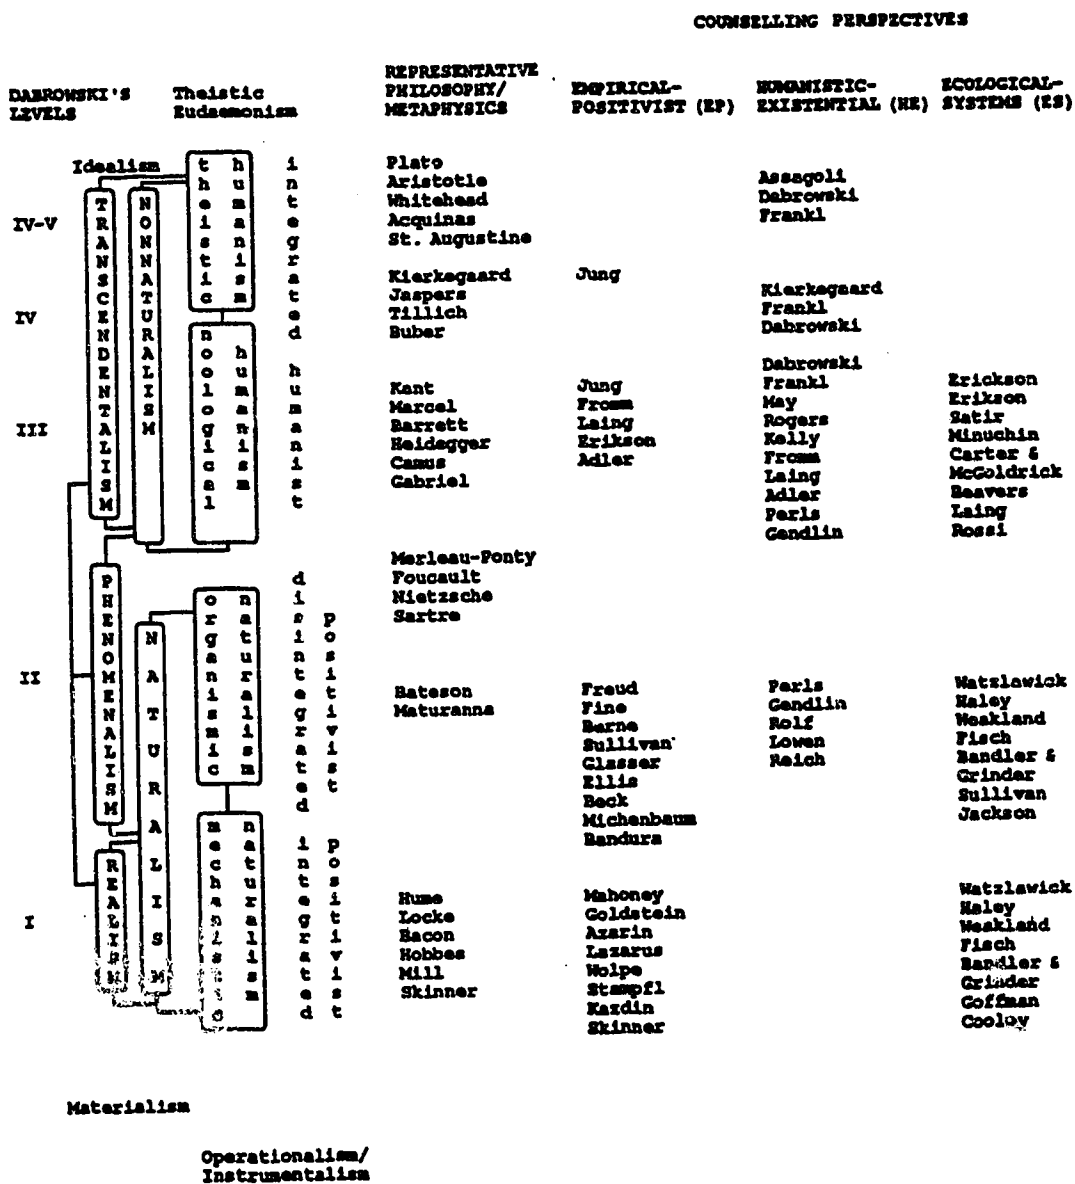 COUNSELLING PERSPECTIVES
DABROWSKI'S LEVELS
Theistic Eudaemonism
REPRESENTATIVE PHILOSOPHY/ METAPHYSICS
EMPIRICAL-POSITIVIST (EP)
HUMANISTIC-EXISTENTIAL (HE)
ECOLOGICAL-SYSTEMS (ES)
Idealism
TRANSCENDENTALISM
NONNATURALISM
theistic humanism
noological humanism
integrated humanist
PHENOMENALISM
NATURALISM
organismic naturalism
disintegrated positivist
REALISM
mechanistic naturalism
integrated positivist
IV-V
Plato
Aristotle Assagoli
Whitehead Dabrowski
Acquinas Frankl
St. Augustine
Kierkegaard Jung
IV
Jaspers Kierkegaard
Tillich Frankl
Buber Dabrowski
III
Dabrowski
Kant Jung Frankl Erickson
Marcel Fromm May Erikson
Barrett Laing Rogers Satir
Heidegger Erikson Kelly Minuchin
Camus Adler Fromm Carter &
Gabriel Laing McGoldrick
Adler Beavers
Perls Laing
Gendlin Rossi
Merleau-Ponty
Foucault
Nietzsche
Sartre
II
Bateson Freud Perls Watzlawick
Maturanna Fine Gendlin Haley
Berne Rolf Weakland
Sullivan Lowen Fisch
Glasser Reich Bandler &
Ellis Grinder
Beck Sullivan
Michenbaum Jackson
Bandura
I
Hume Mahoney Watzlawick
Locke Goldstein Haley
Bacon Azarin Weakland
Hobbes Lazarus Fisch
Mill Wolpe Bandler &
Skinner Stampfl Grinder
Kazdin Goffman
Skinner Cooley
Materialism
Operationalism/
Instrumentalism